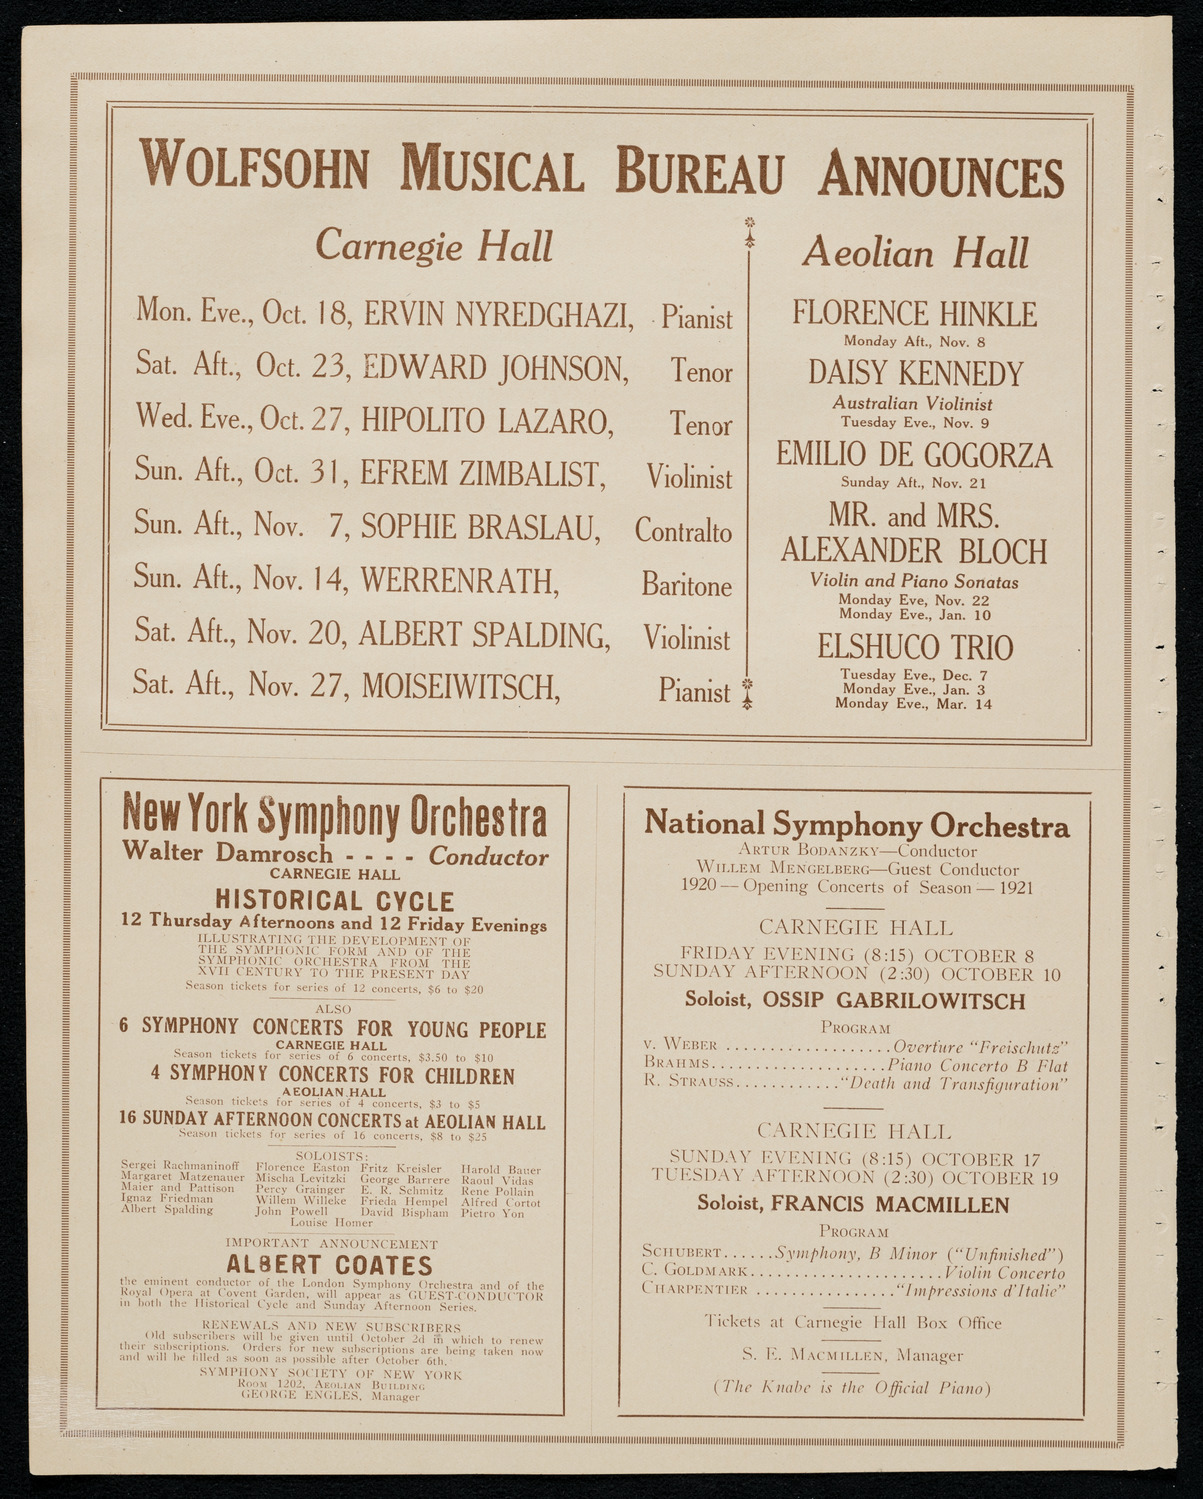 WOLFSOHN MUSICAL BUREAU ANNOUNCES
Carnegie Hall
Mon. Eve., Oct. 18, ERVIN NYREDGHAZI, Pianist
Sat. Aft., Oct. 23, EDWARD JOHNSON, Tenor
Wed. Eve., Oct. 27, HIPOLITO LAZARO, Tenor
Sun. Aft., Oct. 31, EFREM ZIMBALIST, Violinist
Sun. Aft., Nov. 7, SOPHIE BRASLAU, Contralto
Sun. Aft., Nov. 14, WERRENRATH, Baritone
Sat. Aft., Nov. 20, ALBERT SPALDING, Violinist
Sat. Aft., Nov. 27, MOISEIWITSCH, Pianist
Aeolian Hall
FLORENCE HINKLE
Monday Aft., Nov. 8
DAISY KENNEDY
Australian Violinist
Tuesday Eve., Nov. 9
EMILIO DE GOGORZA
Sunday Aft., Nov. 21
MR. and MRS.
ALEXANDER BLOCH
Violin and Piano Sonatas
Monday Eve, Nov. 22
Monday Eve., Jan. 10
ELSHUCO TRIO
Tuesday Eve., Dec. 7
Monday Eve., Jan. 3
Monday Eve., Mar. 14
New York Symphony Orchestra
Walter Damrosch - - - - Conductor
CARNEGIE HALL
HISTORICAL CYCLE
12 Thursday Afternoons and 12 Friday Evenings
ILLUSTRATING THE DEVELOPMENT OF
THE SYMPHONIC FORM AND OF THE
SYMPHONIC ORCHESTRA FROM THE
XVII CENTURY TO THE PRESENT DAY
Season tickets for series of 12 concerts, $6 to $20
ALSO
6 SYMPHONY CONCERTS FOR YOUNG PEOPLE
CARNEGIE HALL
Season tickets for series of 6 concerts, $3.50 to $10
4 SYMPHONY CONCERTS FOR CHILDREN
AEOLIAN HALL
Season tickets for series of 4 concerts, $3 to $5
16 SUNDAY AFTERNOON CONCERTS at AEOLIAN HALL
Season tickets for series of 16 concerts, $8 to $25
SOLOISTS:
Sergei Rachmaninoff Florence Easton Fritz Kreisler Harold Bauer
Margaret Matzenauer Mischa Levitzki George Barrere Raoul Vidas
Maier and Pattison Percy Grainger E. R. Schmitz Rene Pollain
Ignaz Friedman Willem Willeke Frieda Hempel Alfred Cortot
Albert Spalding John Powell David Bispham Pietro Yon
Louise Homer
IMPORTANT ANNOUNCEMENT
ALBERT COATES
the eminent conductor of the London Symphony Orchestra and of the
Royal Opera at Covent Garden, will appear as GUEST-CONDUCTOR
in both the Historical Cycle and Sunday Afternoon Series.
RENEWALS AND NEW SUBSCRIBERS
Old subscribers will be given until October 2d in which to renew
their subscriptions. Orders for new subscriptions are being taken now
and will be filled as soon as possible after October 6th.
SYMPHONY SOCIETY OF NEW YORK
ROOM 1202, AEOLIAN BUILDING
GEORGE ENGLES, Manager
National Symphony Orchestra
ARTUR BODANZKY—Conductor
WILLEM MENGELBERG—Guest Conductor
1920 — Opening Concerts of Season — 1921
CARNEGIE HALL
FRIDAY EVENING (8:15) OCTOBER 8
SUNDAY AFTERNOON (2:30) OCTOBER 10
Soloist, OSSIP GABRILOWITSCH
PROGRAM
V. WEBER ...................Overture "Freischutz"
BRAHMS....................Piano Concerto B Flat
R. STRAUSS............"Death and Transfiguration"
CARNEGIE HALL
SUNDAY EVENING (8:15) OCTOBER 17
TUESDAY AFTERNOON (2:30) OCTOBER 19
Soloist, FRANCIS MACMILLEN
PROGRAM
SCHUBERT......Symphony, B Minor ("Unfinished")
C. GOLDMARK......................Violin Concerto
CHARPENTIER ................"Impressions d'Italie"
Tickets at Carnegie Hall Box Office
S. E. MACMILLEN, Manager
(The Knabe is the Official Piano)